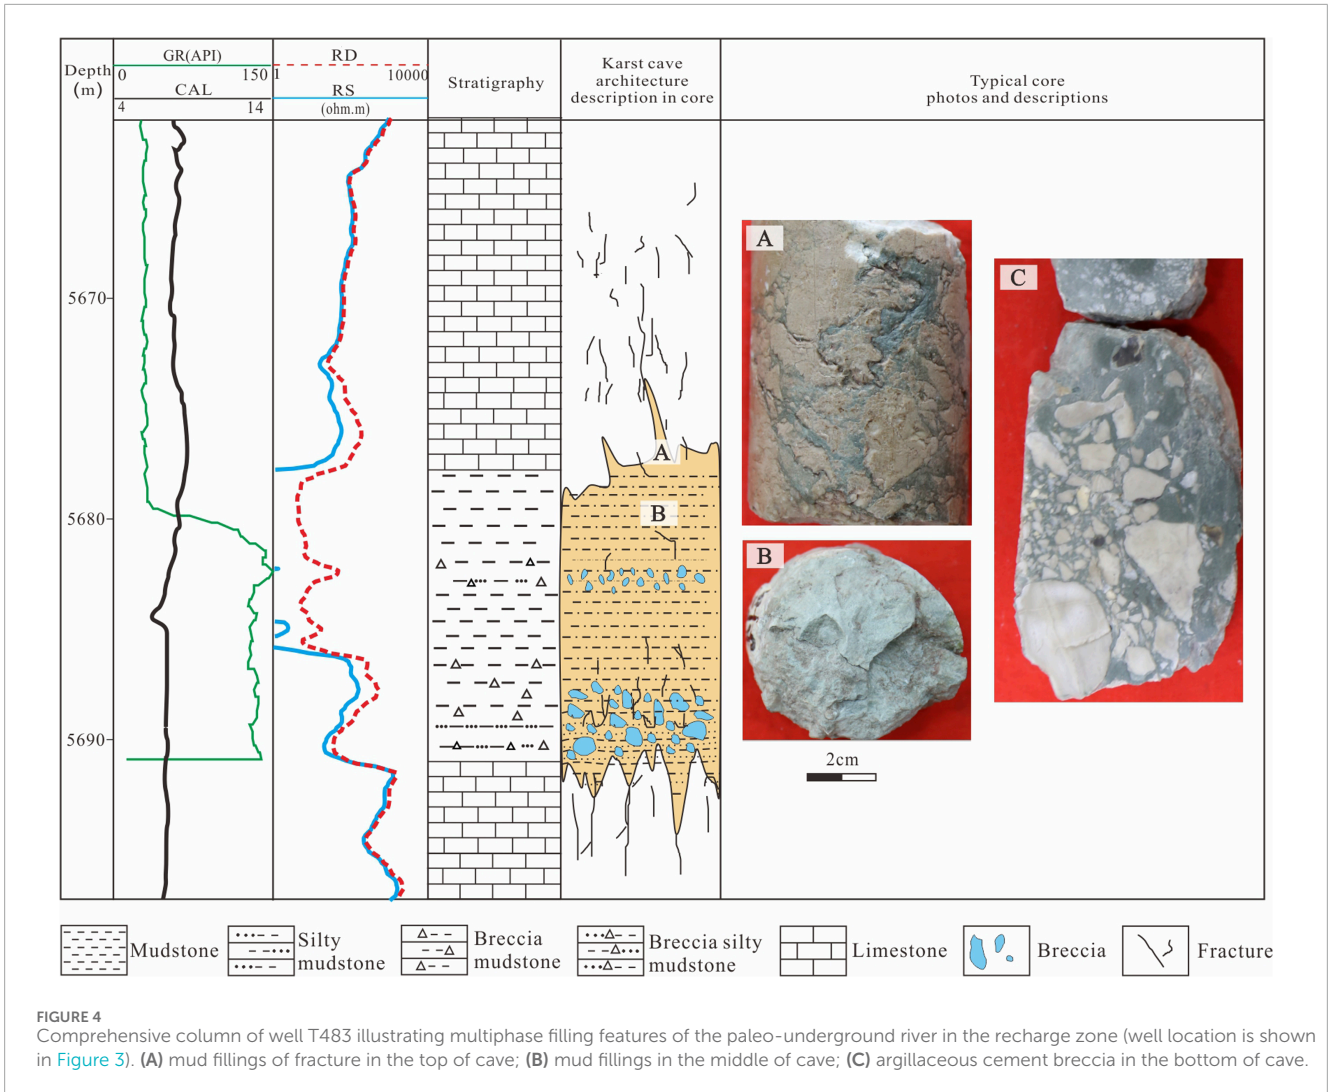 Depth
(m)
GR(API)
0 150
CAL
4 14
RD
1 10000
RS
(ohm.m)
Stratigraphy
Karst cave
architecture
description in core
Typical core
photos and descriptions
5670
5680
5690
A
B
A
B
C
2cm
Mudstone
Silty
mudstone
Breccia
mudstone
Breccia silty
mudstone
Limestone
Breccia
Fracture
FIGURE 4
Comprehensive column of well T483 illustrating multiphase filling features of the paleo-underground river in the recharge zone (well location is shown
in Figure 3). (A) mud fillings of fracture in the top of cave; (B) mud fillings in the middle of cave; (C) argillaceous cement breccia in the bottom of cave.